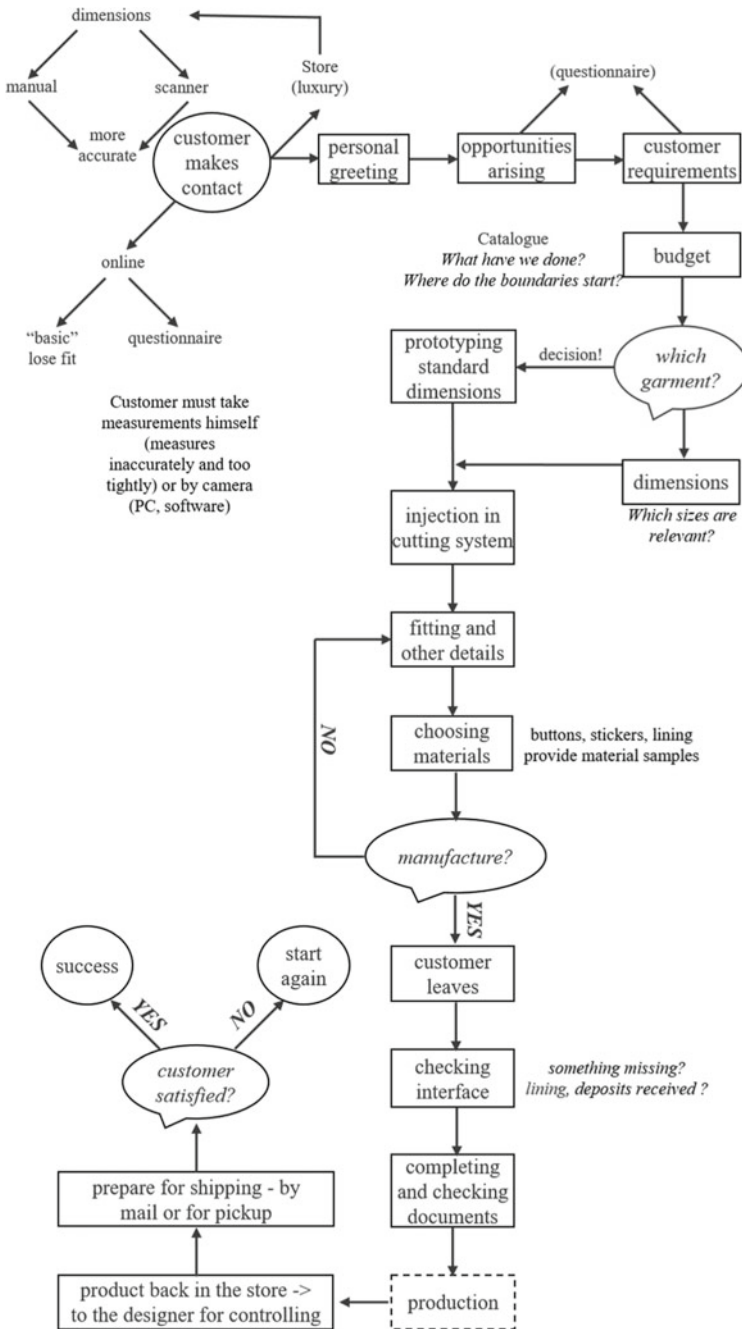 dimensions
manual
scanner
more
accurate
Store
(luxury)
customer
makes
contact
personal
greeting
opportunities
arising
(questionnaire)
customer
requirements
online
"basic"
lose fit
questionnaire
Customer must take
measurements himself
(measures
inaccurately and too
tightly) or by camera
(PC, software)
Catalogue
What have we done?
Where do the boundaries start?
budget
prototyping
standard
dimensions
decision!
which
garment?
dimensions
Which sizes are
relevant?
injection in
cutting system
fitting and
other details
NO
choosing
materials
buttons, stickers, lining
provide material samples
manufacture?
YES
customer
leaves
checking
interface
something missing?
lining, deposits received ?
completing
and checking
documents
production
product back in the store ->
to the designer for controlling
prepare for shipping - by
mail or for pickup
customer
satisfied?
YES
NO
success
start
again